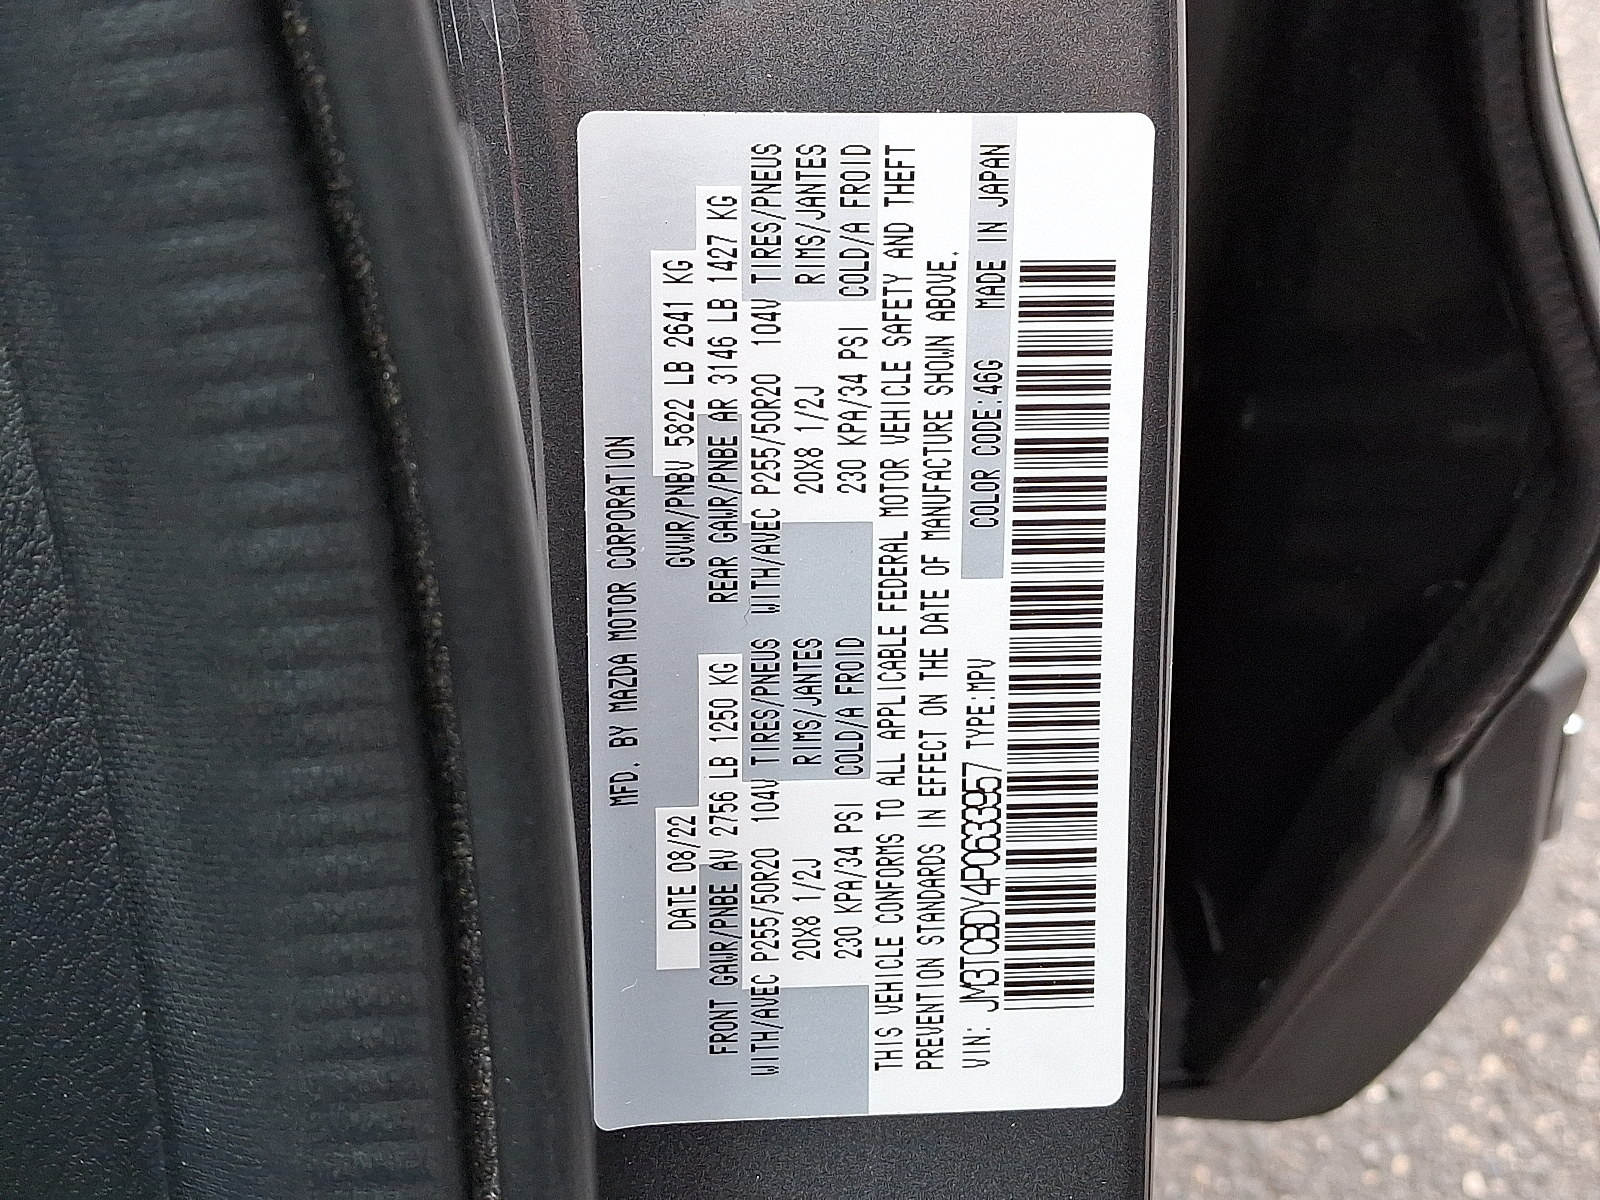 MFD. BY MAZDA MOTOR CORPORATION
DATE 08/22 GVWR/PNBV 5822 LB 2641 KG
FRONT GAWR/PNBE AV 2756 LB 1250 KG REAR GAWR/PNBE AR 3146 LB 1427 KG
WITH/AVEC P255/50R20 104V TIRES/PNEUS WITH/AVEC P255/50R20 104V TIRES/PNEUS
20X8 1/2J RIMS/JANTES 20X8 1/2J RIMS/JANTES
230 KPA/34 PSI COLD/A FROID 230 KPA/34 PSI COLD/A FROID
THIS VEHICLE CONFORMS TO ALL APPLICABLE FEDERAL MOTOR VEHICLE SAFETY AND THEFT
PREVENTION STANDARDS IN EFFECT ON THE DATE OF MANUFACTURE SHOWN ABOVE.
VIN: JM3TCBDY4P0633957 TYPE:MPV COLOR CODE:46G MADE IN JAPAN